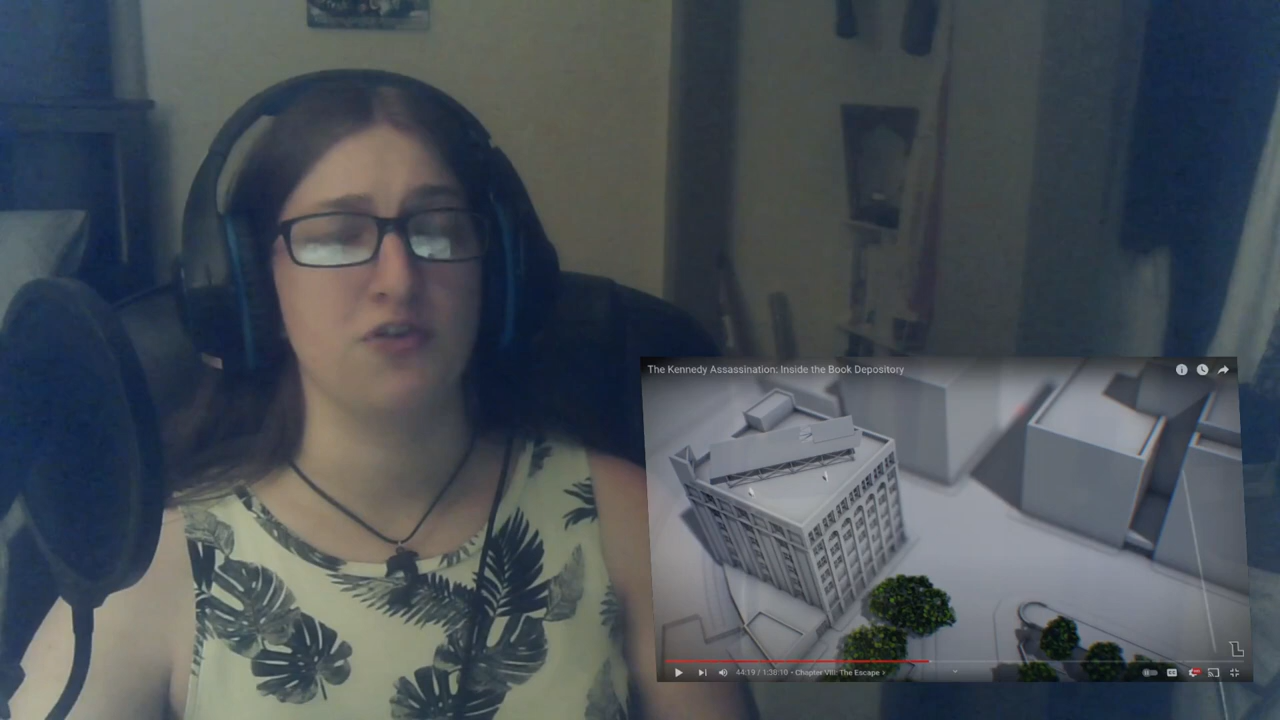 The Kennedy Assassination: Inside the Book Depository
44:19 / 1:30:10 • Chapter VIII: The Escape ›